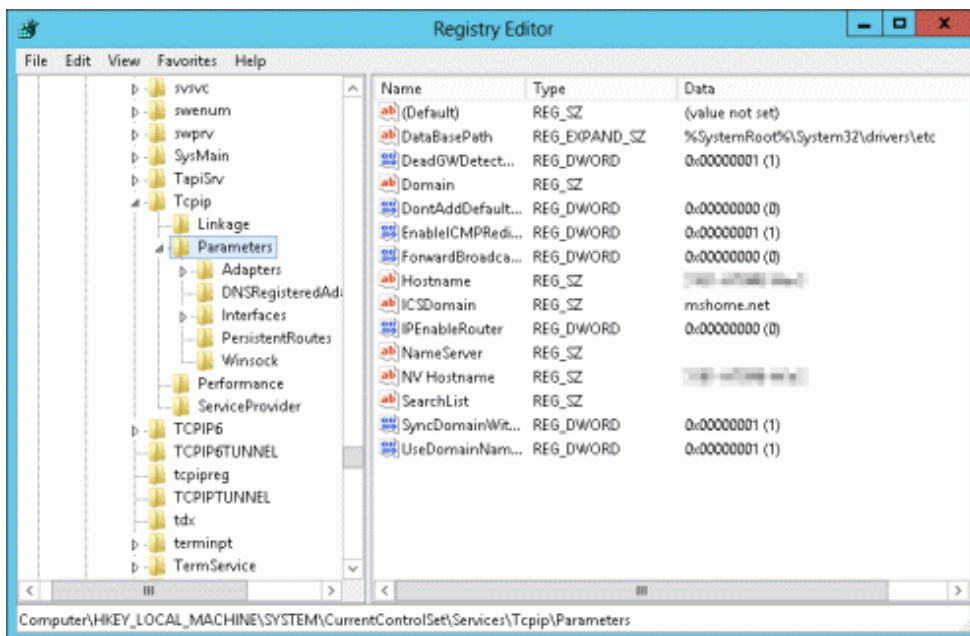 Registry Editor
File Edit View Favorites Help
svsvc
swenum
swprv
SysMain
TapiSrv
Tcpip
Linkage
Parameters
Adapters
DNSRegisteredAda
Interfaces
PersistentRoutes
Winsock
Performance
ServiceProvider
TCPIP6
TCPIP6TUNNEL
tcpipreg
TCPIPTUNNEL
tdx
terminpt
TermService
Name Type Data
(Default) REG_SZ (value not set)
DataBasePath REG_EXPAND_SZ %SystemRoot%\System32\drivers\etc
DeadGWDetect... REG_DWORD 0x00000001 (1)
Domain REG_SZ
DontAddDefault... REG_DWORD 0x00000000 (0)
EnableICMPRedi... REG_DWORD 0x00000001 (1)
ForwardBroadca... REG_DWORD 0x00000000 (0)
Hostname REG_SZ
ICSDomain REG_SZ mshome.net
IPEnableRouter REG_DWORD 0x00000000 (0)
NameServer REG_SZ
NV Hostname REG_SZ
SearchList REG_SZ
SyncDomainWit... REG_DWORD 0x00000001 (1)
UseDomainNam... REG_DWORD 0x00000001 (1)
Computer\HKEY_LOCAL_MACHINE\SYSTEM\CurrentControlSet\Services\Tcpip\Parameters